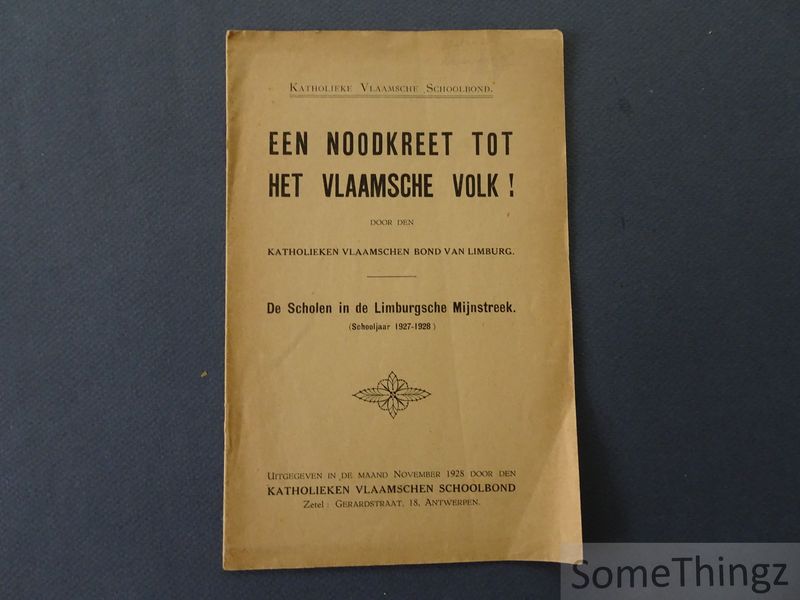 Katholieke Vlaamsche Schoolbond.
EEN NOODKREET TOT
HET VLAAMSCHE VOLK !
DOOR DEN
KATHOLIEKEN VLAAMSCHEN BOND VAN LIMBURG.
De Scholen in de Limburgsche Mijnstreek.
(Schooljaar 1927-1928)
Uitgegeven in de maand November 1928 door den
KATHOLIEKEN VLAAMSCHEN SCHOOLBOND
Zetel : Gerardstraat, 18, Antwerpen.
SomeThingz